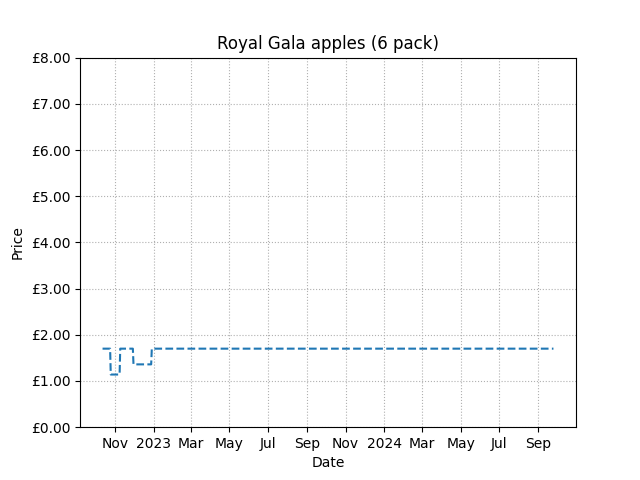 Royal Gala apples (6 pack)
£8.00
£7.00
£6.00
£5.00
£4.00
£3.00
£2.00
£1.00
£0.00
Price
Nov 2023 Mar May Jul Sep Nov 2024 Mar May Jul Sep
Date